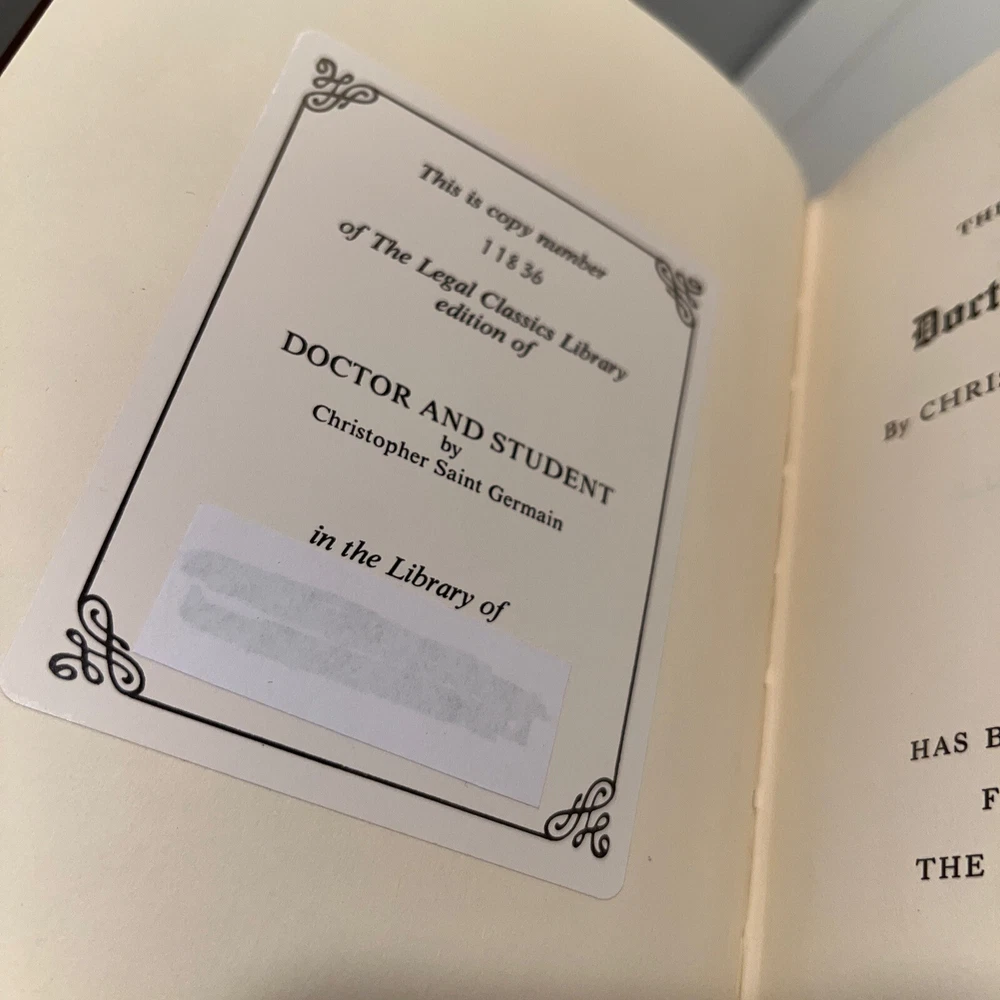 This is copy number
11836
of The Legal Classics Library
edition of
DOCTOR AND STUDENT
by
Christopher Saint Germain
in the Library of
By
HAS
THE